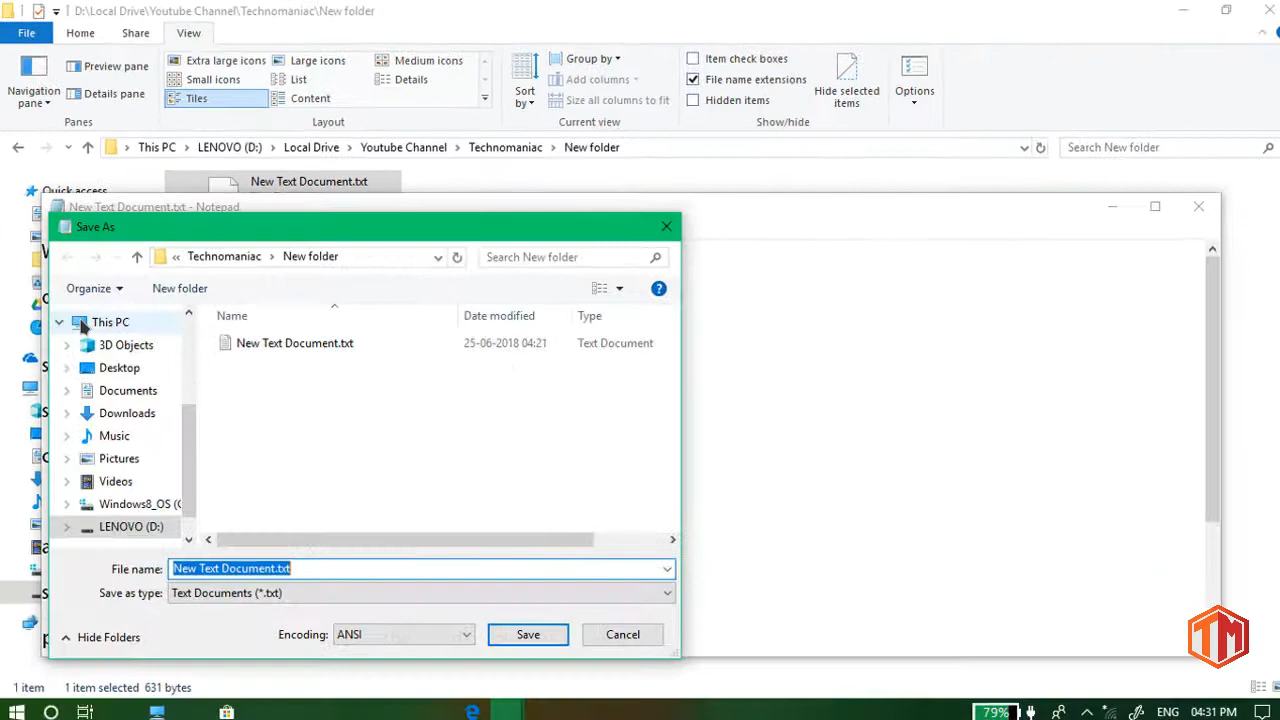 D:\Local Drive\Youtube Channel\Technomaniac\New folder
File Home Share View
Navigation pane
Preview pane
Details pane
Panes
Extra large icons Large icons Medium icons
Small icons List Details
Tiles Content
Layout
Sort by
Group by
Add columns
Size all columns to fit
Current view
Item check boxes
File name extensions
Hidden items
Hide selected items
Show/hide
Options
This PC LENOVO (D:) Local Drive Youtube Channel Technomaniac New folder
Search New folder
Quick access
New Text Document.txt
New Text Document.txt - Notepad
Save As
« Technomaniac New folder
Search New folder
Organize New folder
This PC
3D Objects
Desktop
Documents
Downloads
Music
Pictures
Videos
Windows8_OS (C
LENOVO (D:)
Name Date modified Type
New Text Document.txt 25-06-2018 04:21 Text Document
File name: New Text Document.txt
Save as type: Text Documents (*.txt)
Hide Folders
Encoding: ANSI
Save Cancel
TM
1 item 1 item selected 631 bytes
79% ENG 04:31 PM